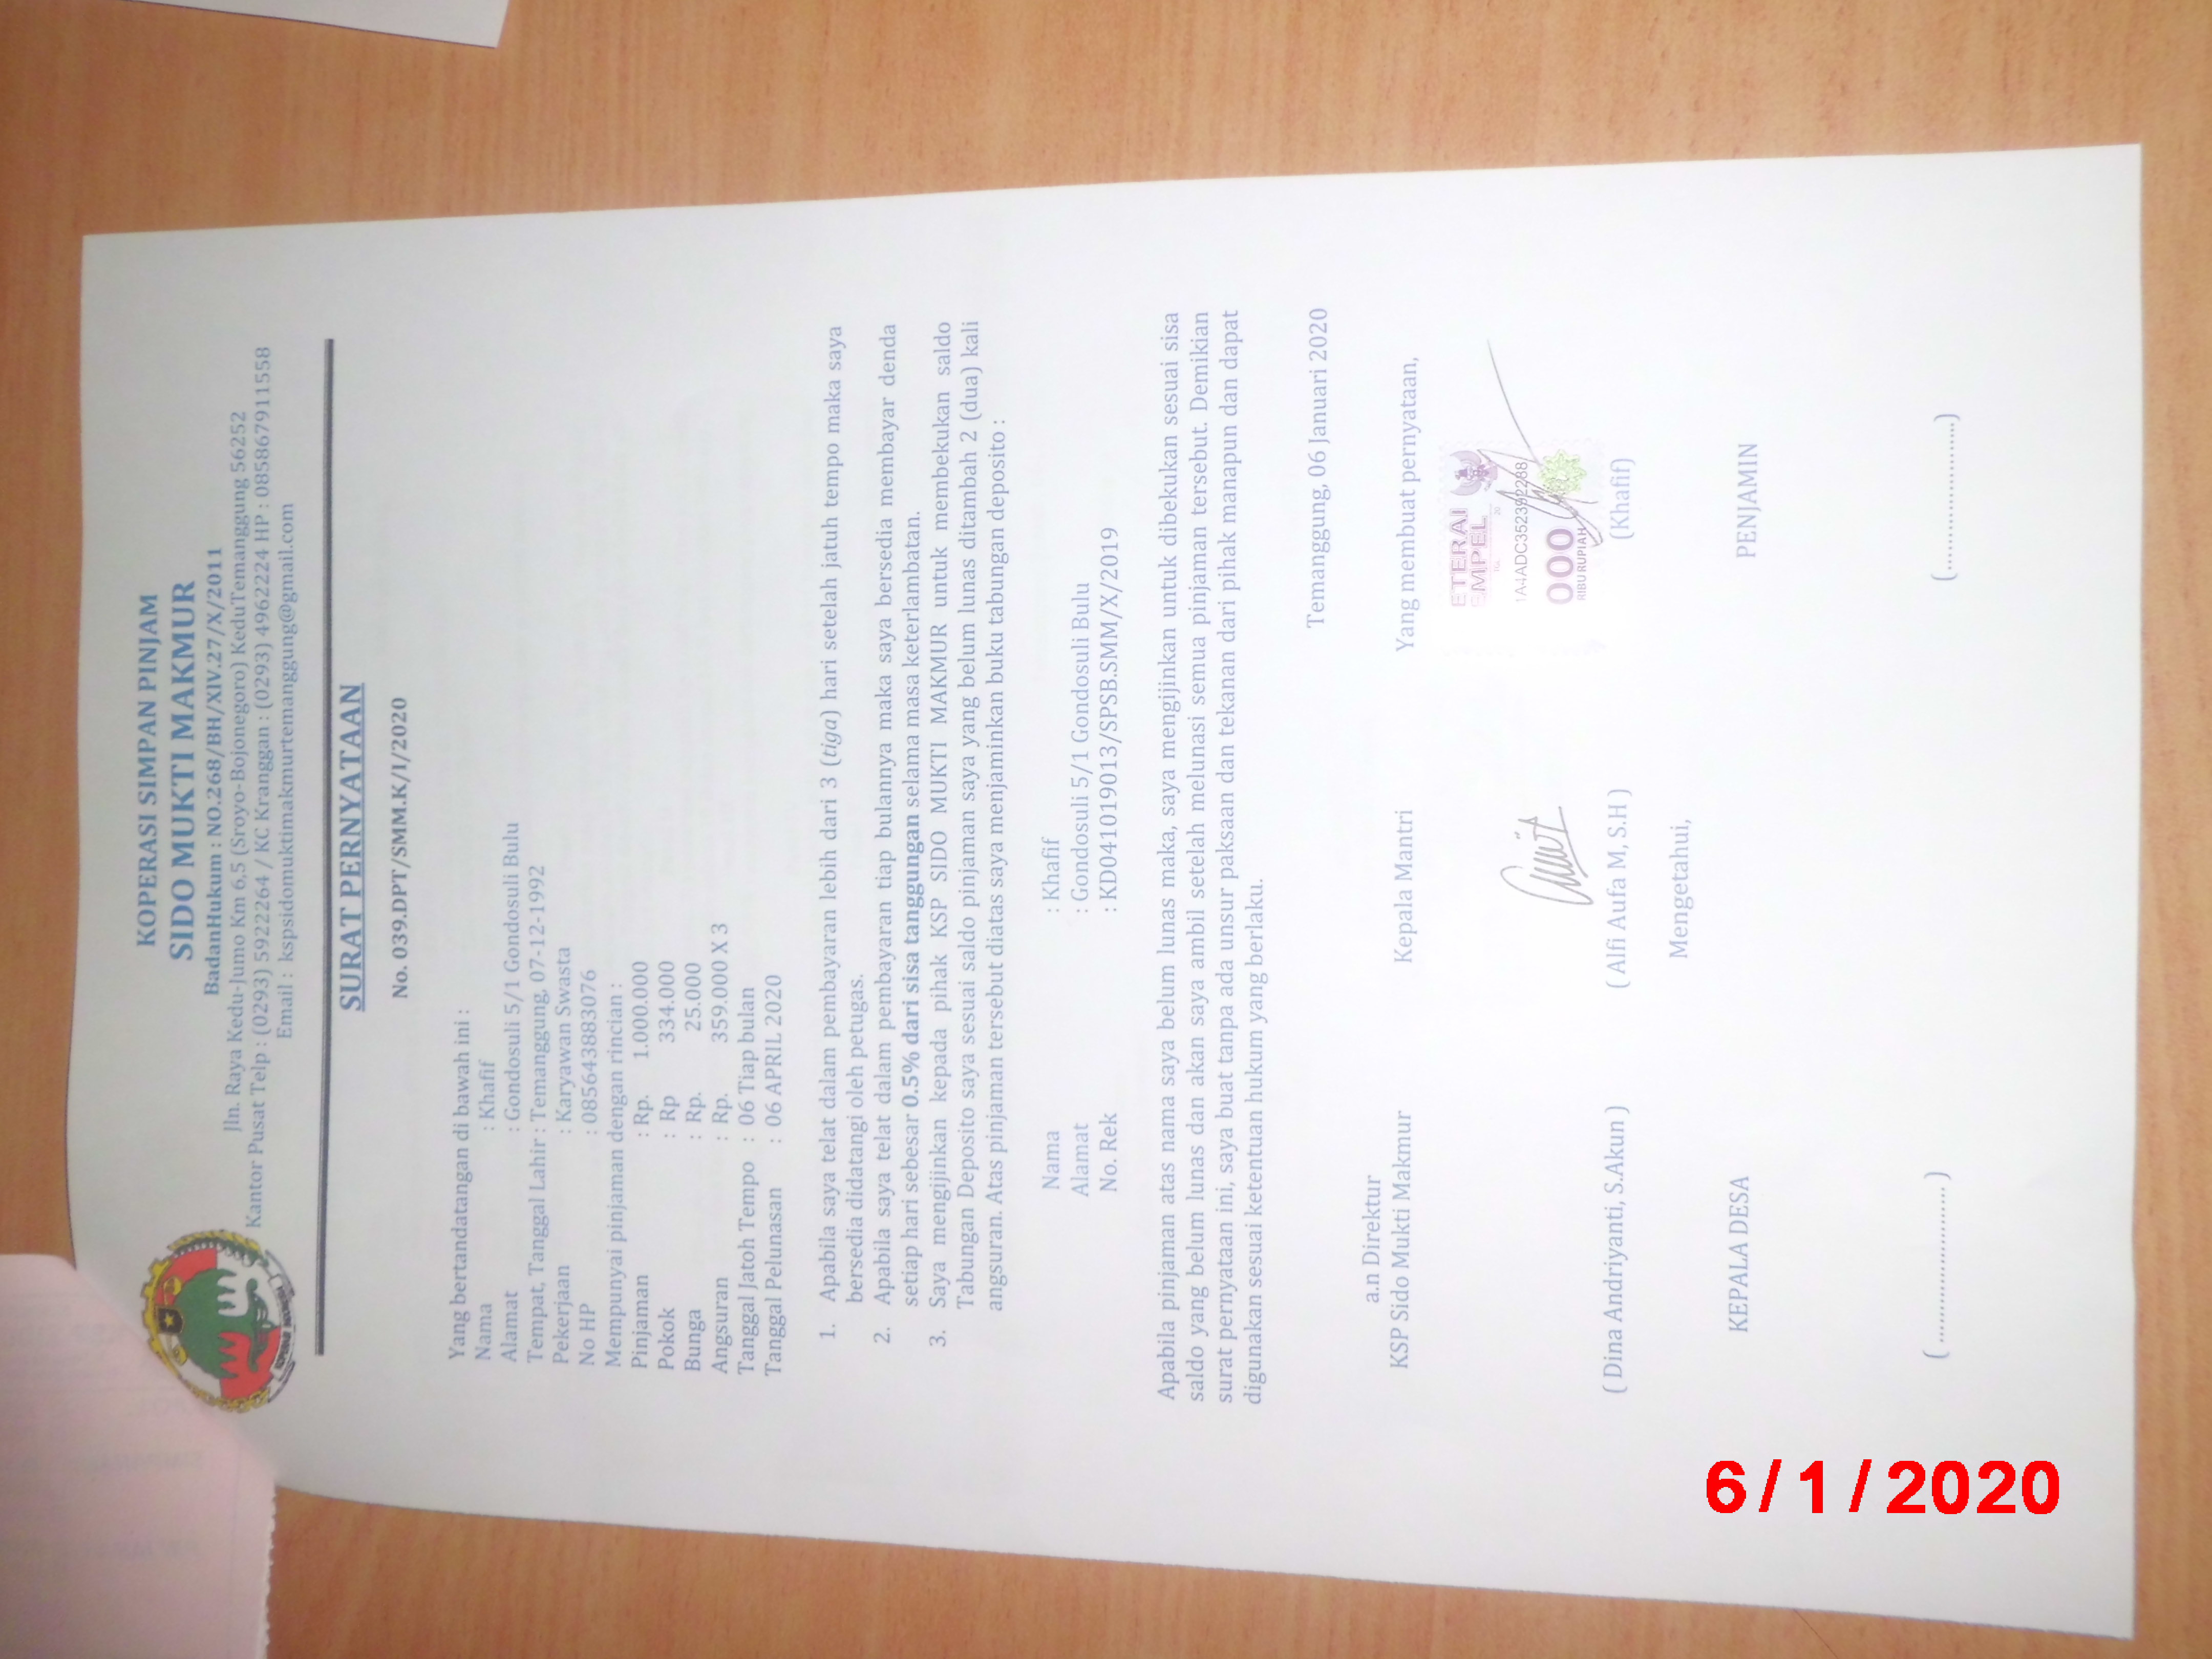 KOPERASI SIMPAN PINJAM
SIDO MUKTI MAKMUR
BadanHukum : NO.268/BH/XIV.27/X/2011
Jln. Raya Kedu-Jumo Km 6,5 (Sroyo-Bojonegoro) KeduTemanggung 56252
Kantor Pusat Telp : (0293) 5922264 / KC Kranggan : (0293) 4962224 HP : 085867911558
Email : kspsidomuktimakmurtemanggung@gmail.com
SURAT PERNYATAAN
No. 039.DPT/SMM.K/I/2020
Yang bertandatangan di bawah ini :
Nama : Khafif
Alamat : Gondosuli 5/1 Gondosuli Bulu
Tempat, Tanggal Lahir : Temanggung, 07-12-1992
Pekerjaan : Karyawan Swasta
No HP : 085643883076
Mempunyai pinjaman dengan rincian :
Pinjaman : Rp. 1.000.000
Pokok : Rp 334.000
Bunga : Rp. 25.000
Angsuran : Rp. 359.000 X 3
Tanggal Jatoh Tempo : 06 Tiap bulan
Tanggal Pelunasan : 06 APRIL 2020
1. Apabila saya telat dalam pembayaran lebih dari 3 (tiga) hari setelah jatuh tempo maka saya
bersedia didatangi oleh petugas.
2. Apabila saya telat dalam pembayaran tiap bulannya maka saya bersedia membayar denda
setiap hari sebesar 0.5% dari sisa tanggungan selama masa keterlambatan.
3. Saya mengijinkan kepada pihak KSP SIDO MUKTI MAKMUR untuk membekukan saldo
Tabungan Deposito saya sesuai saldo pinjaman saya yang belum lunas ditambah 2 (dua) kali
angsuran. Atas pinjaman tersebut diatas saya menjaminkan buku tabungan deposito :
Nama : Khafif
Alamat : Gondosuli 5/1 Gondosuli Bulu
No. Rek : KD0410190​13/SPSB.SMM/X/2019
Apabila pinjaman atas nama saya belum lunas maka, saya mengijinkan untuk dibekukan sesuai sisa
saldo yang belum lunas dan akan saya ambil setelah melunasi semua pinjaman tersebut. Demikian
surat pernyataan ini, saya buat tanpa ada unsur paksaan dan tekanan dari pihak manapun dan dapat
digunakan sesuai ketentuan hukum yang berlaku.
Temanggung, 06 Januari 2020
a.n Direktur
KSP Sido Mukti Makmur Kepala Mantri Yang membuat pernyataan,
ETERAI
EMPEL
000
RIBU RUPIAH
( Dina Andriyanti, S.Akun ) ( Alfi Aufa M, S.H ) (Khafif)
Mengetahui,
KEPALA DESA PENJAMIN
(........................) (........................)
6/1/2020